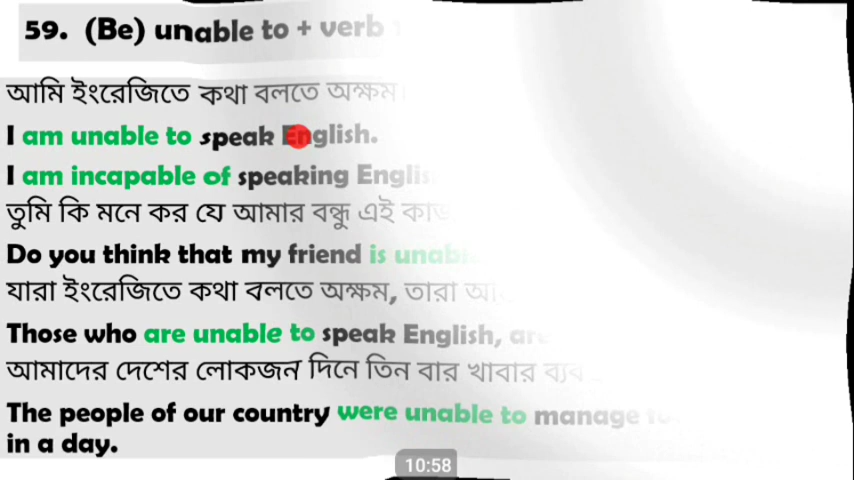 59. (Be) unable to + verb
আমি ইংরেজিতে কথা বলতে অক্ষম।
I am unable to speak English.
I am incapable of speaking English
তুমি কি মনে কর যে আমার বন্ধু এই
Do you think that my friend is
যারা ইংরেজিতে কথা বলতে অক্ষম, তারা
Those who are unable to speak English,
আমাদের দেশের লোকজন দিনে তিন বার খাবার
The people of our country were unable to manage
in a day.
10:58